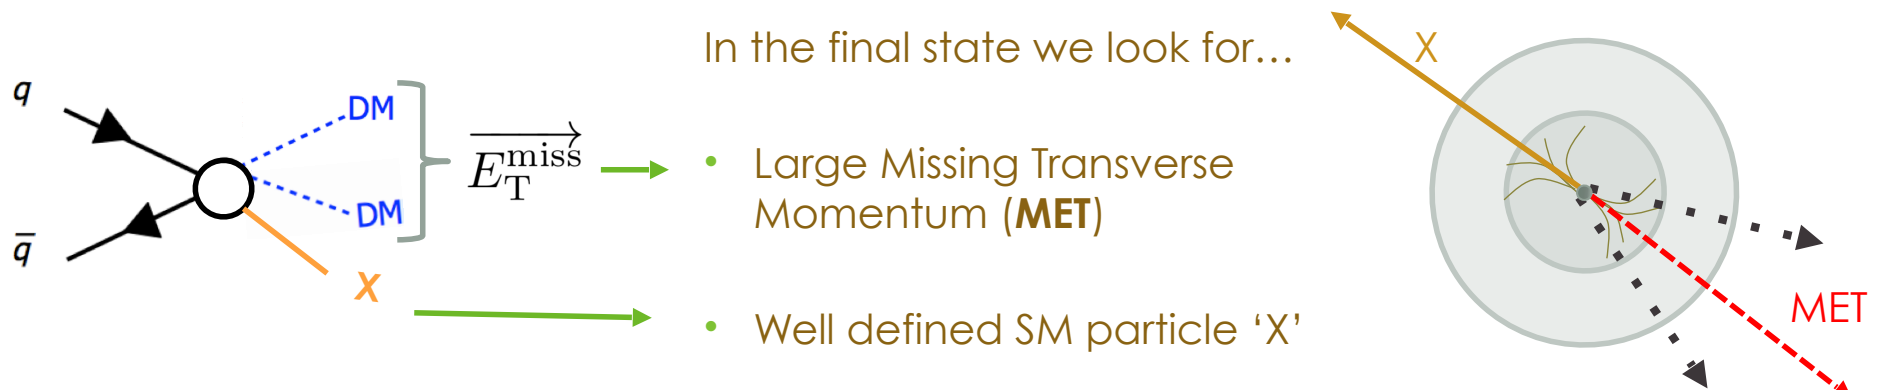 q
q̄
DM
DM
X
E_T^miss
In the final state we look for…
• Large Missing Transverse
Momentum (MET)
• Well defined SM particle ‘X’
X
MET